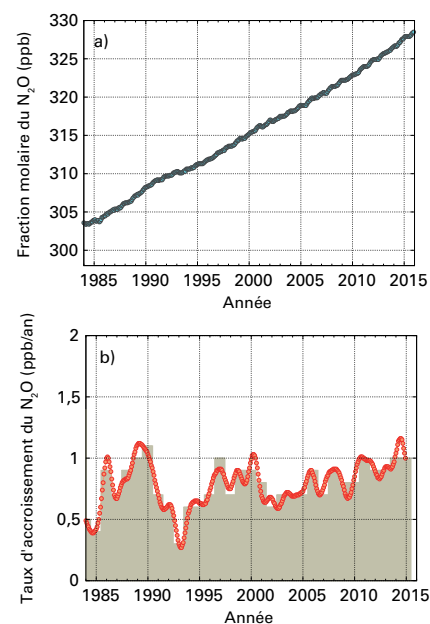 a)
Fraction molaire du N₂O (ppb)
330
325
320
315
310
305
300
1985 1990 1995 2000 2005 2010 2015
Année
b)
Taux d'accroissement du N₂O (ppb/an)
2
1,5
1
0,5
0
1985 1990 1995 2000 2005 2010 2015
Année